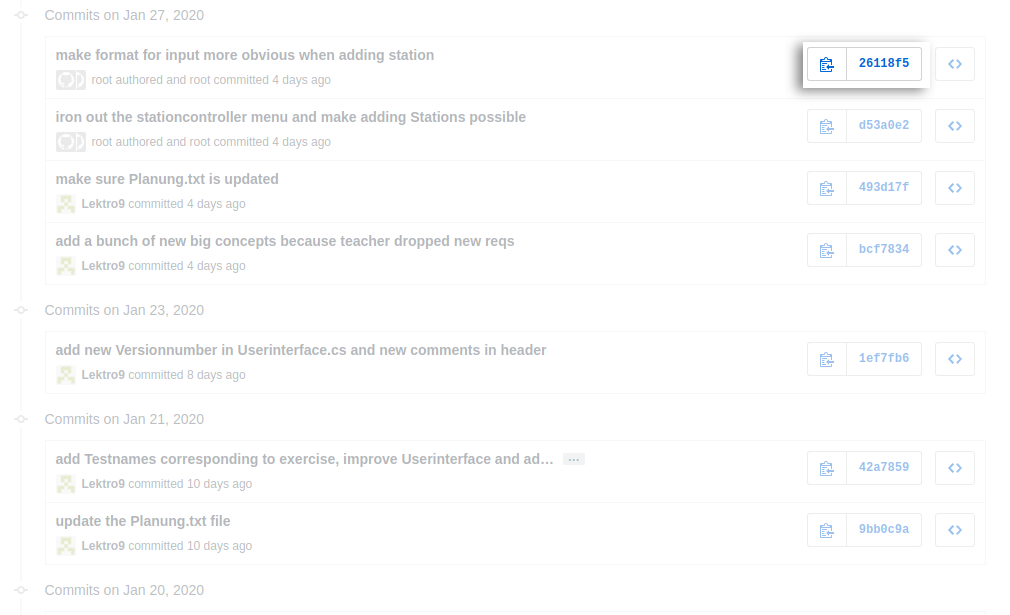 Commits on Jan 27, 2020
make format for input more obvious when adding station
26118f5
root authored and root committed 4 days ago
iron out the stationcontroller menu and make adding Stations possible
d53a0e2
root authored and root committed 4 days ago
make sure Planung.txt is updated
493d17f
Lektro9 committed 4 days ago
add a bunch of new big concepts because teacher dropped new reqs
bcf7834
Lektro9 committed 4 days ago
Commits on Jan 23, 2020
add new Versionnumber in Userinterface.cs and new comments in header
1ef7fb6
Lektro9 committed 8 days ago
Commits on Jan 21, 2020
add Testnames corresponding to exercise, improve Userinterface and ad… …
42a7859
Lektro9 committed 10 days ago
update the Planung.txt file
9bb0c9a
Lektro9 committed 10 days ago
Commits on Jan 20, 2020